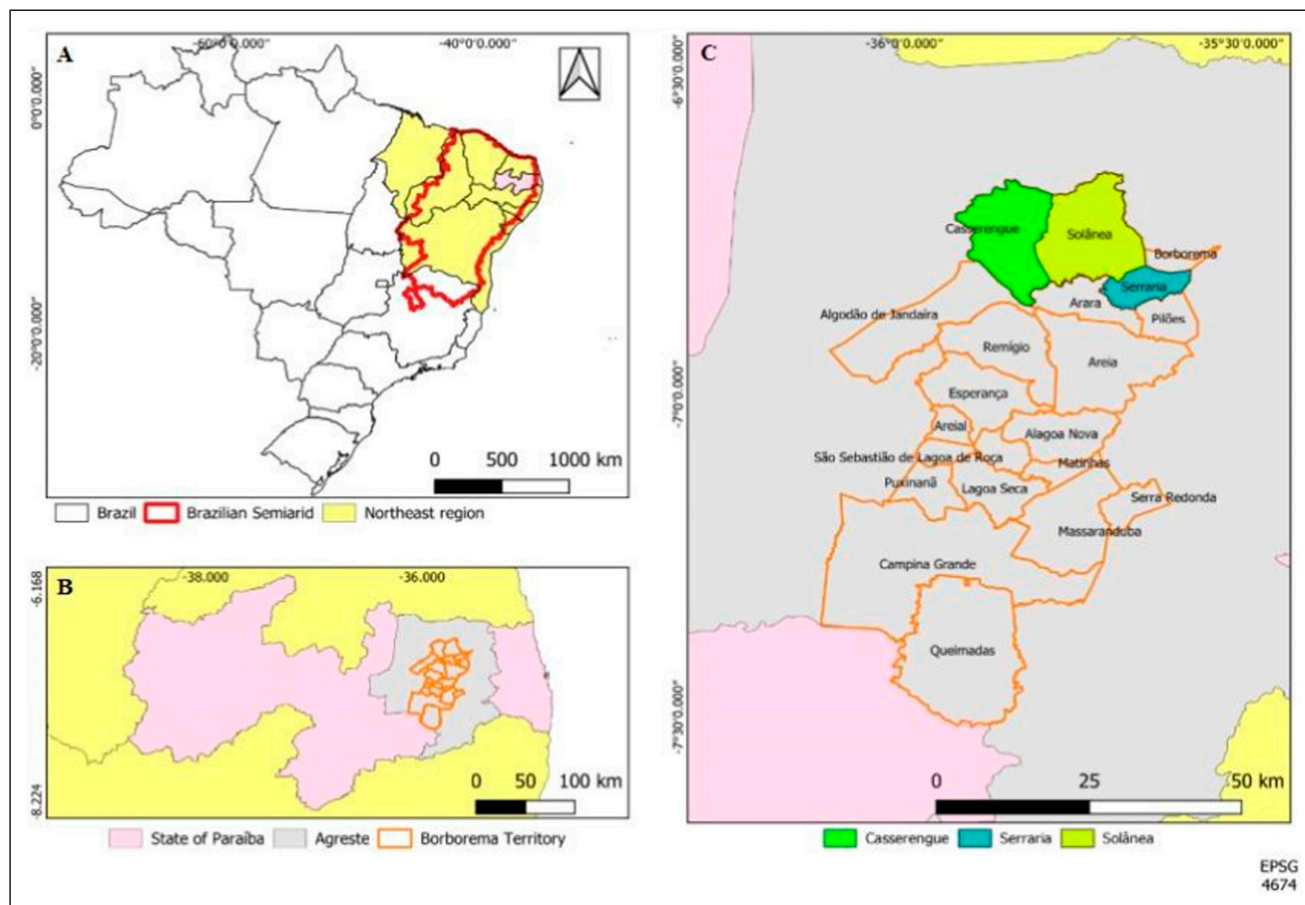 A
-60°0'0.000"
-40°0'0.000"
0°0'0.000"
-20°0'0.000"
0 500 1000 km
Brazil Brazilian Semiarid Northeast region
B
-38.000
-36.000
-6.168
-8.224
0 50 100 km
State of Paraíba Agreste Borborema Territory
C
-36°0'0.000"
-35°30'0.000"
-6°30'0.000"
-7°0'0.000"
-7°30'0.000"
Casserengue
Solânea
Borborema
Serraria
Arara
Algodão de Jandaíra
Pilões
Remígio
Areia
Esperança
Areial
Alagoa Nova
São Sebastião de Lagoa de Roça
Matinhas
Puxinanã
Lagoa Seca
Serra Redonda
Massaranduba
Campina Grande
Queimadas
0 25 50 km
Casserengue Serraria Solânea
EPSG
4674